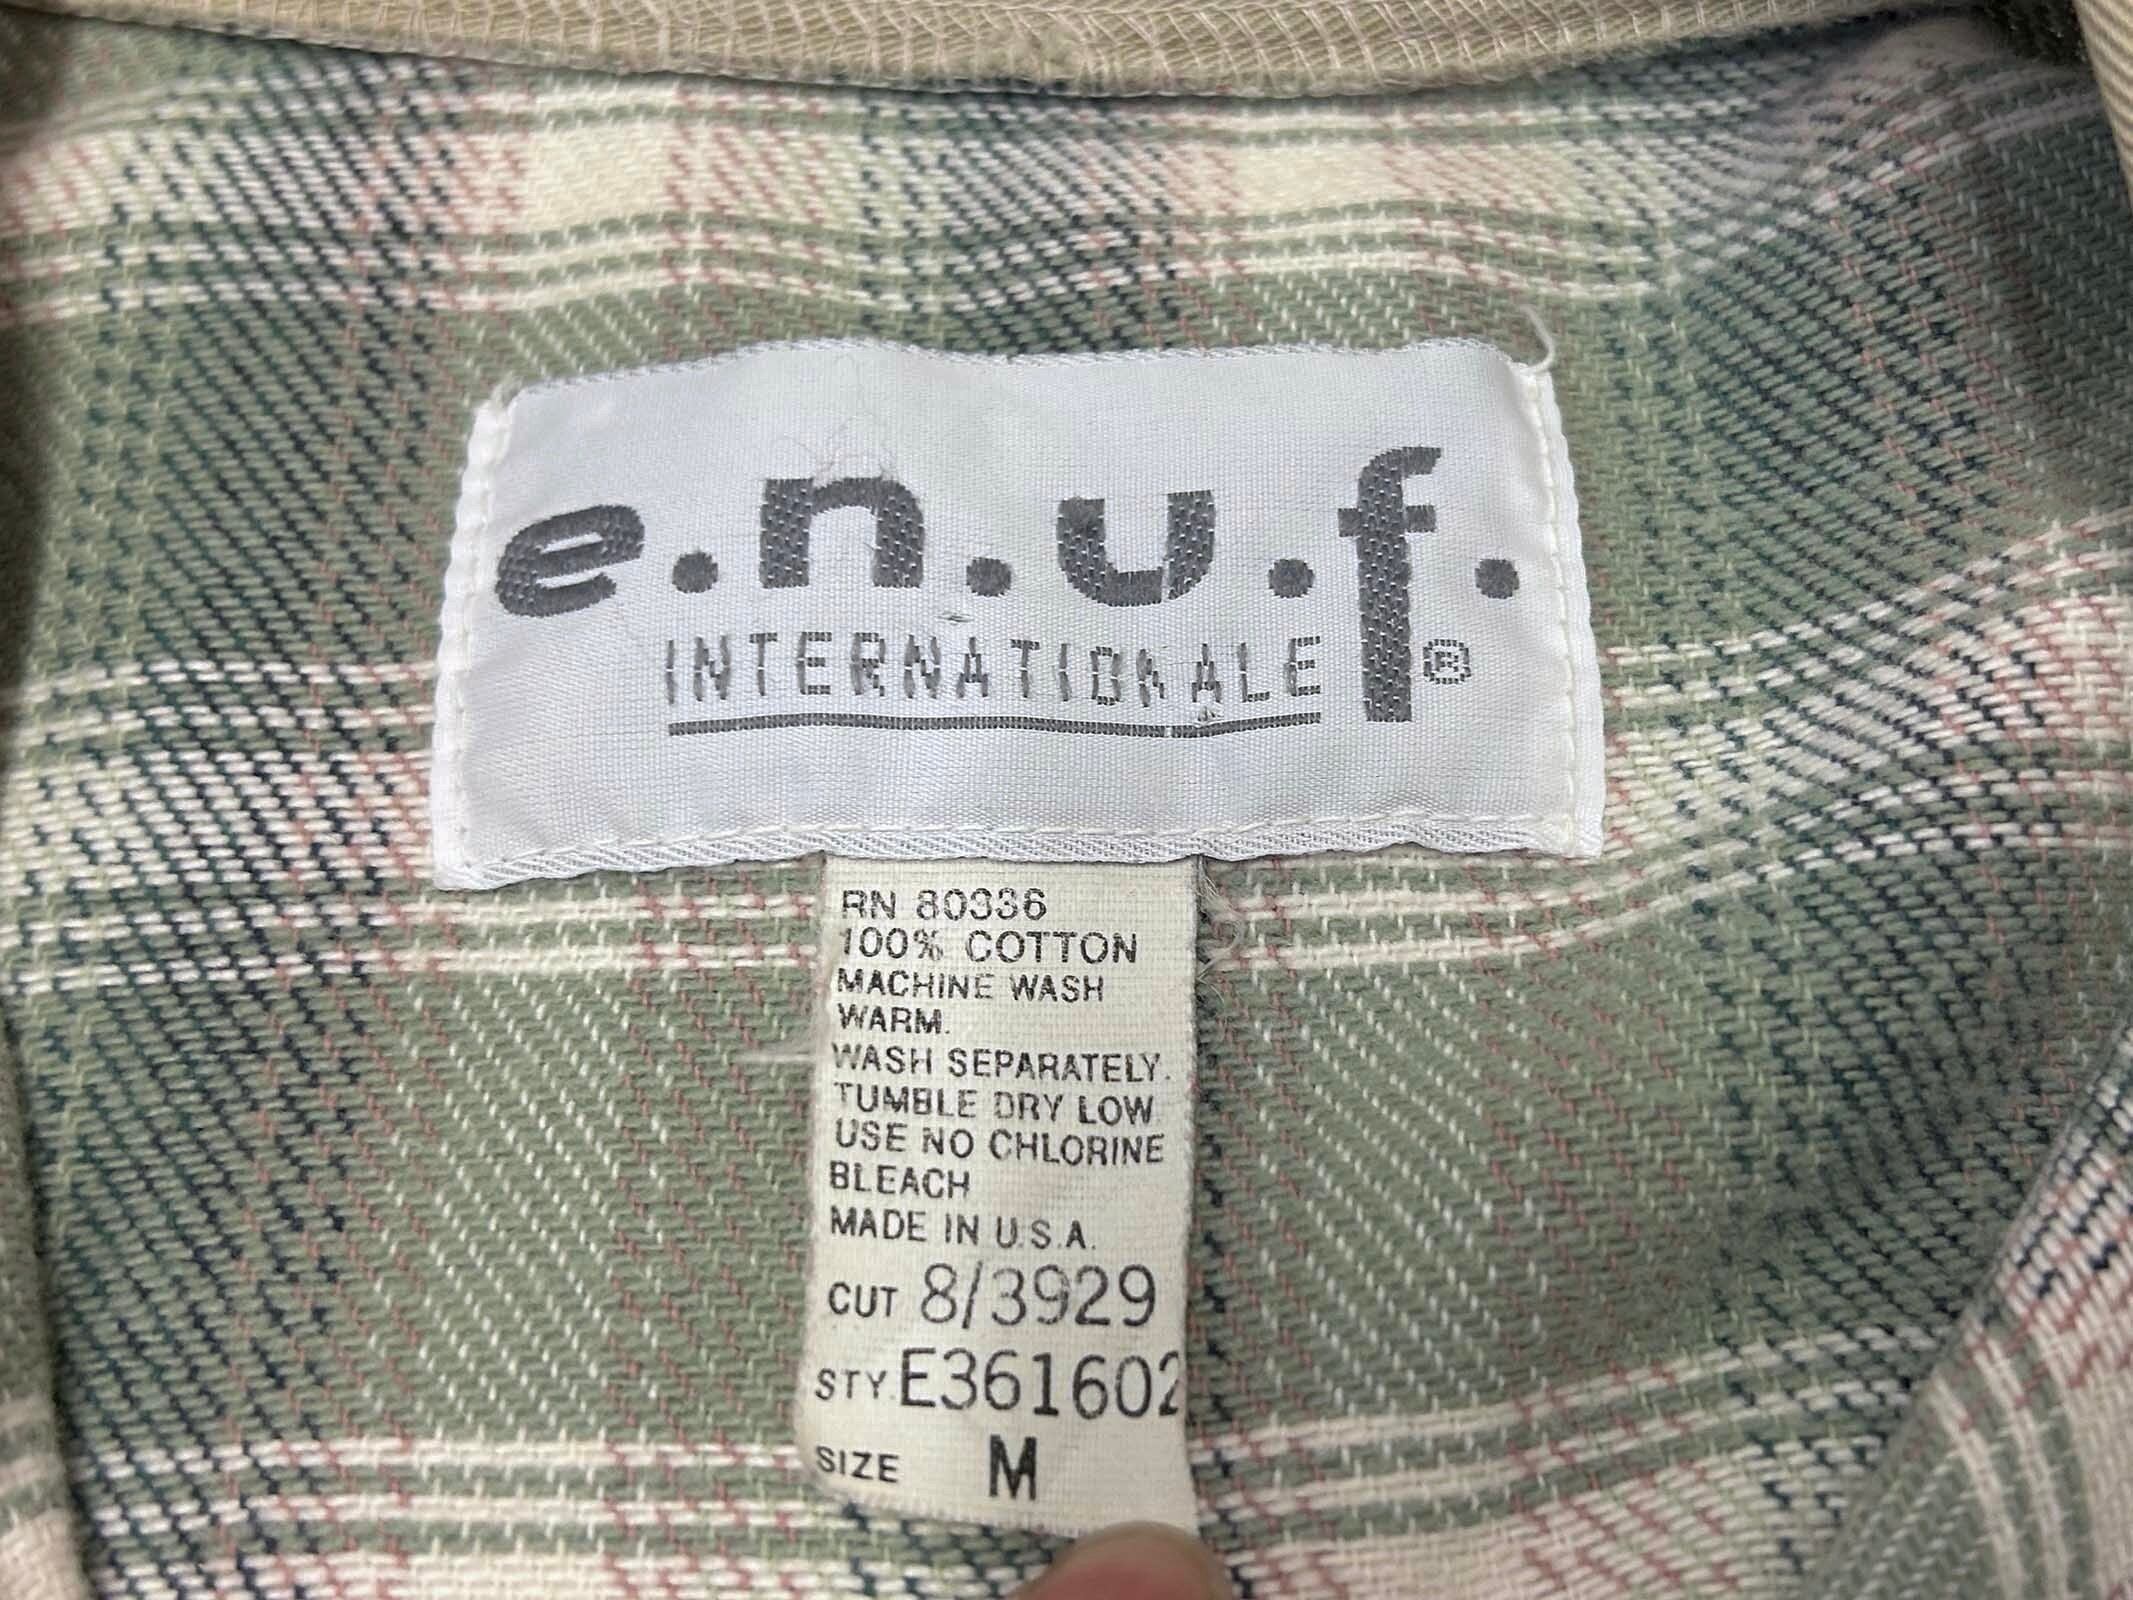 e.n.u.f.
INTERNATIONALE ®
RN 80336
100% COTTON
MACHINE WASH
WARM.
WASH SEPARATELY.
TUMBLE DRY LOW
USE NO CHLORINE
BLEACH
MADE IN U.S.A.
CUT 8/3929
STY. E361602
SIZE M